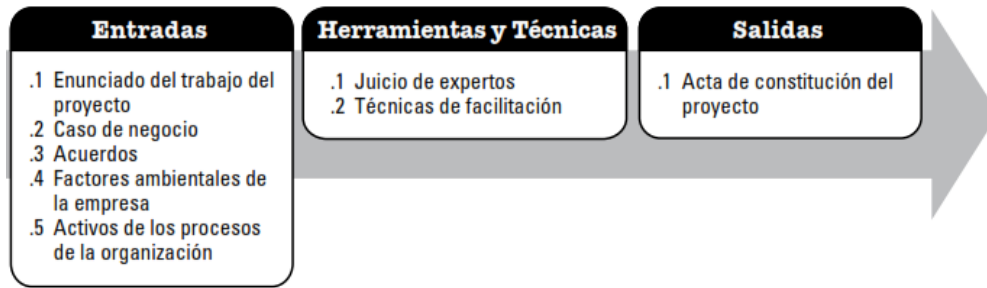 Entradas
.1 Enunciado del trabajo del
proyecto
.2 Caso de negocio
.3 Acuerdos
.4 Factores ambientales de
la empresa
.5 Activos de los procesos
de la organización
Herramientas y Técnicas
.1 Juicio de expertos
.2 Técnicas de facilitación
Salidas
.1 Acta de constitución del
proyecto